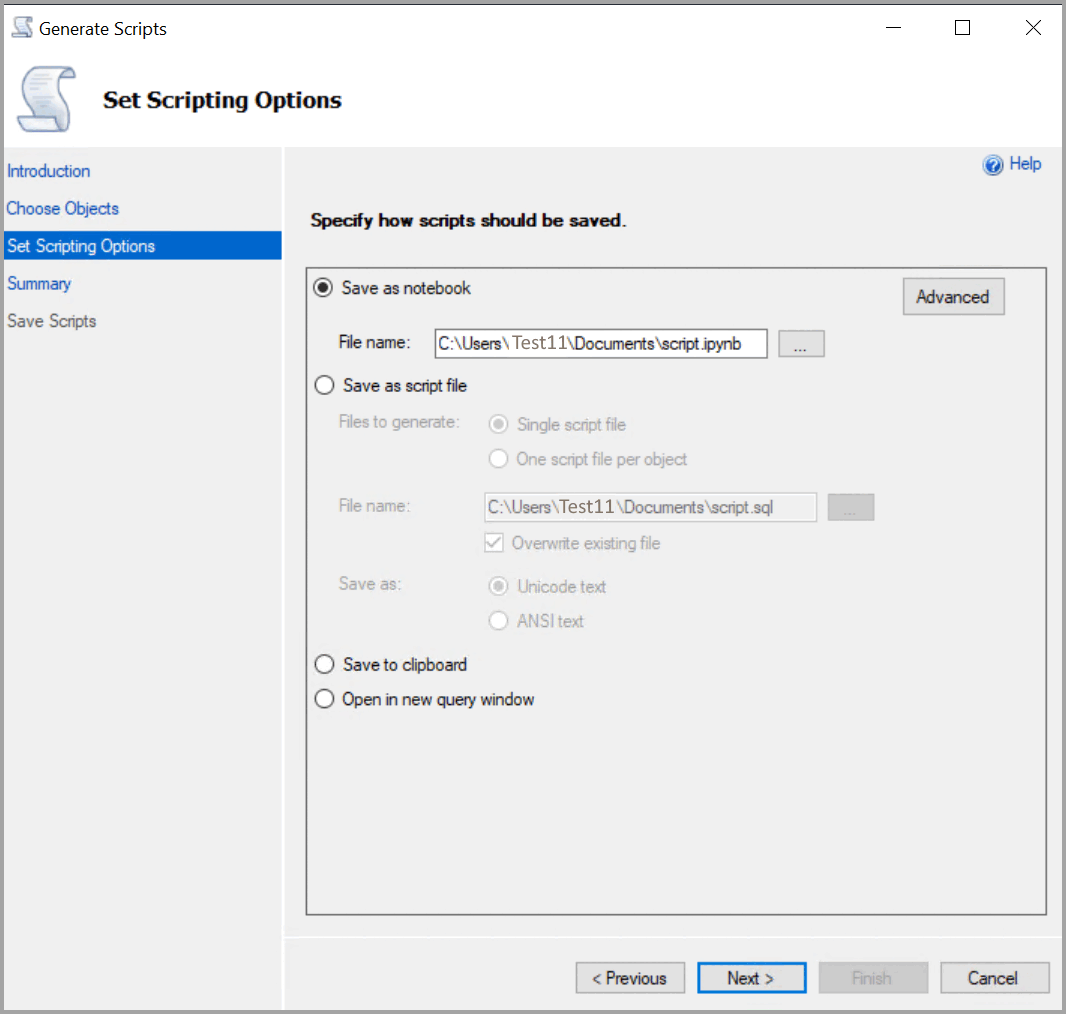 Generate Scripts
Set Scripting Options
Introduction
Choose Objects
Set Scripting Options
Summary
Save Scripts
Help
Specify how scripts should be saved.
Save as notebook
Advanced
File name: C:\Users\Test11\Documents\script.ipynb ...
Save as script file
Files to generate: Single script file
One script file per object
File name: C:\Users\Test11\Documents\script.sql ...
Overwrite existing file
Save as: Unicode text
ANSI text
Save to clipboard
Open in new query window
< Previous Next > Finish Cancel